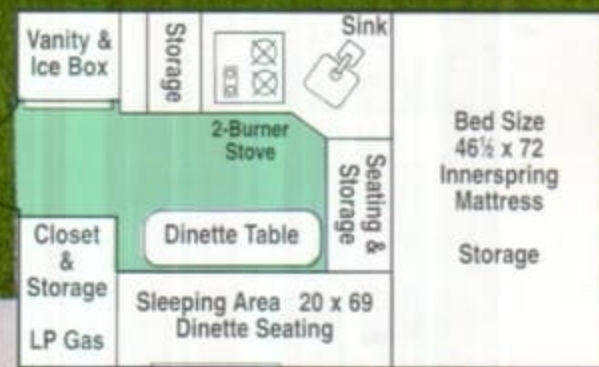 Vanity &
Ice Box
Storage
Sink
2-Burner
Stove
Seating &
Storage
Bed Size
46½ x 72
Innerspring
Mattress
Storage
Dinette Table
Closet
&
Storage
LP Gas
Sleeping Area 20 x 69
Dinette Seating